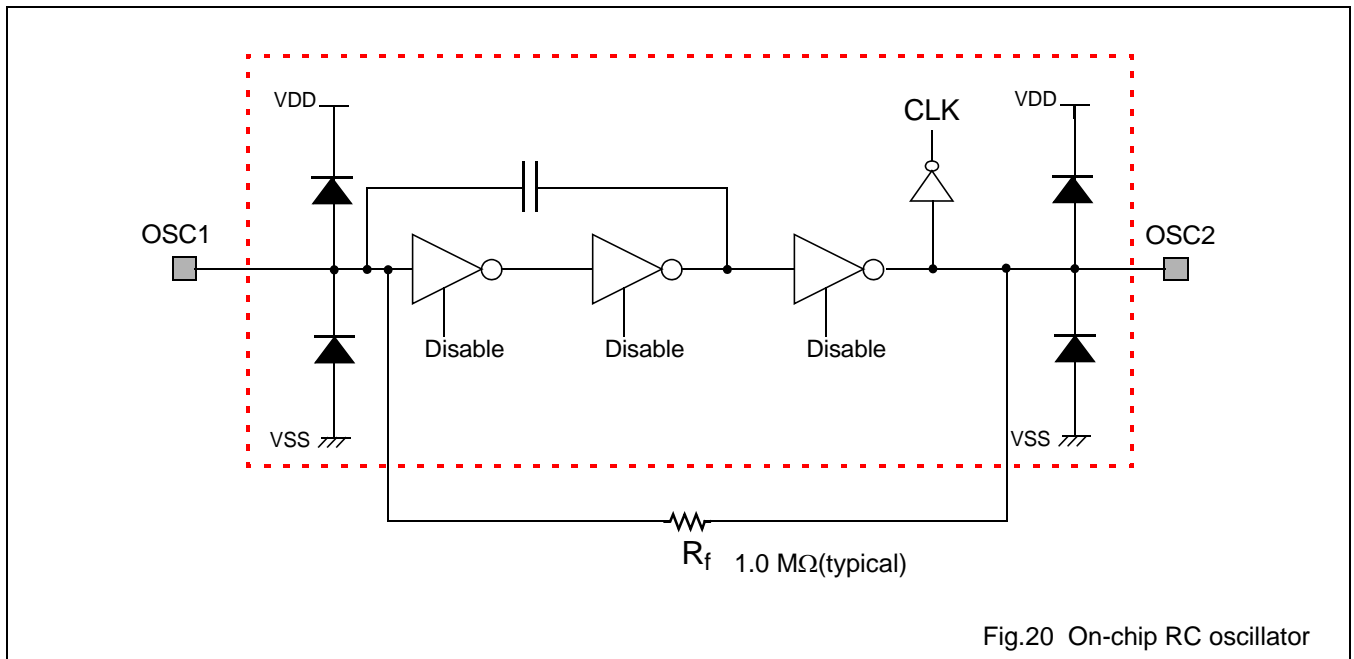 VDD
VDD
CLK
OSC1
OSC2
Disable
Disable
Disable
VSS
VSS
Rf 1.0 MΩ(typical)
Fig.20 On-chip RC oscillator